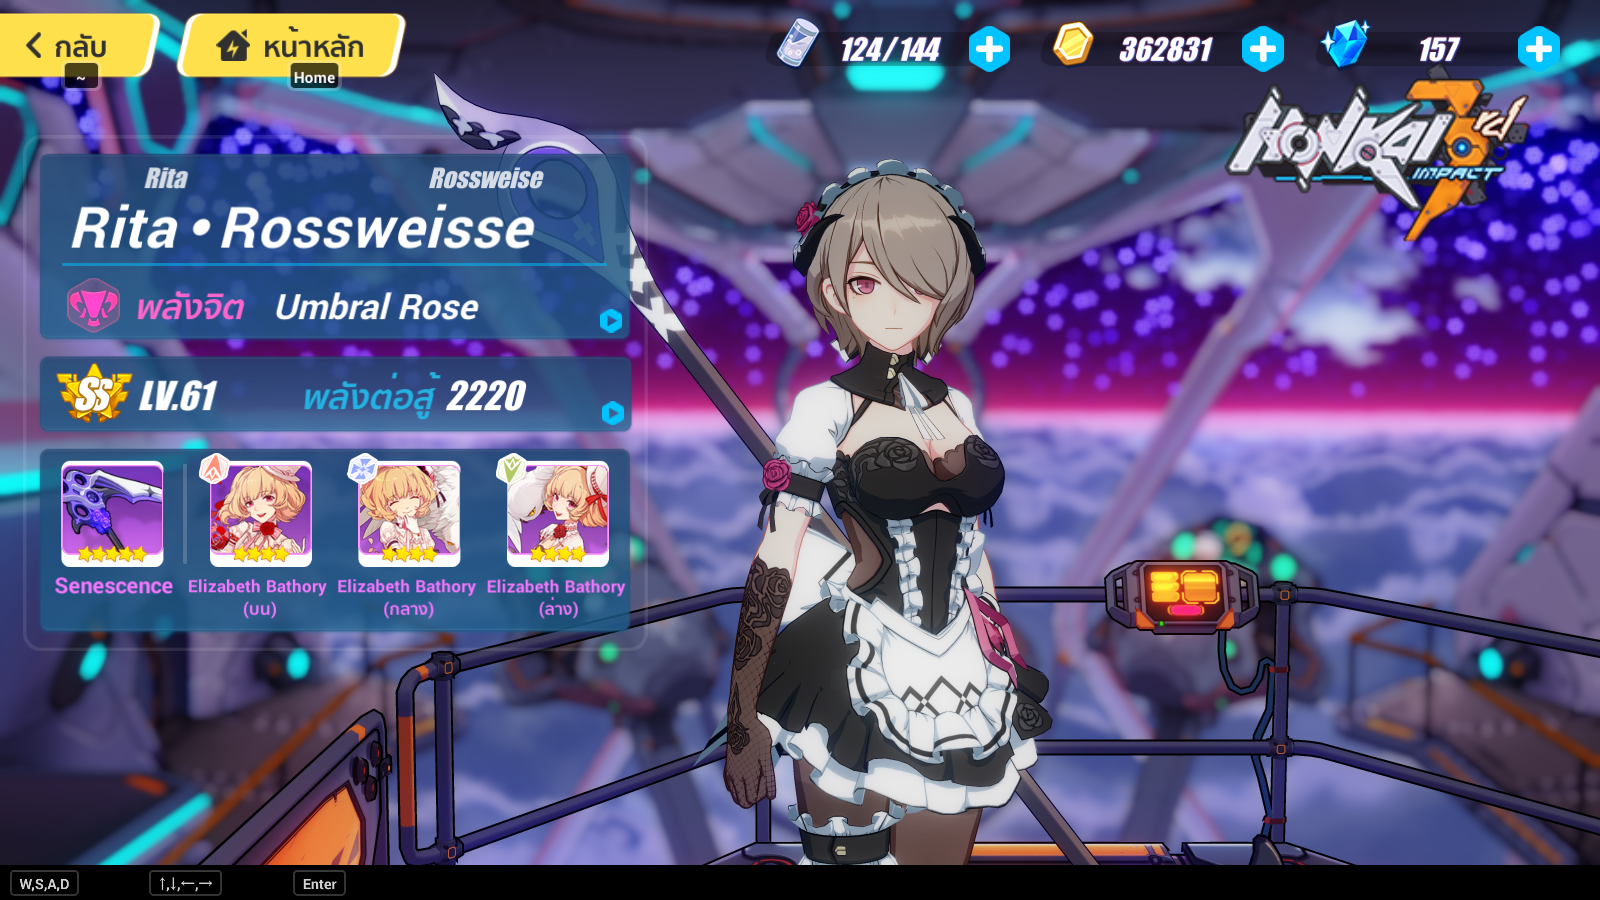 กลับ
~
หน้าหลัก
Home
124/144
362831
157
HONKAI 3rd
IMPACT
Rita Rossweise
Rita • Rossweisse
พลังจิต Umbral Rose
SS LV.61 พลังต่อสู้ 2220
Senescence
Elizabeth Bathory
(บน)
Elizabeth Bathory
(กลาง)
Elizabeth Bathory
(ล่าง)
W,S,A,D
↑,↓,←,→
Enter